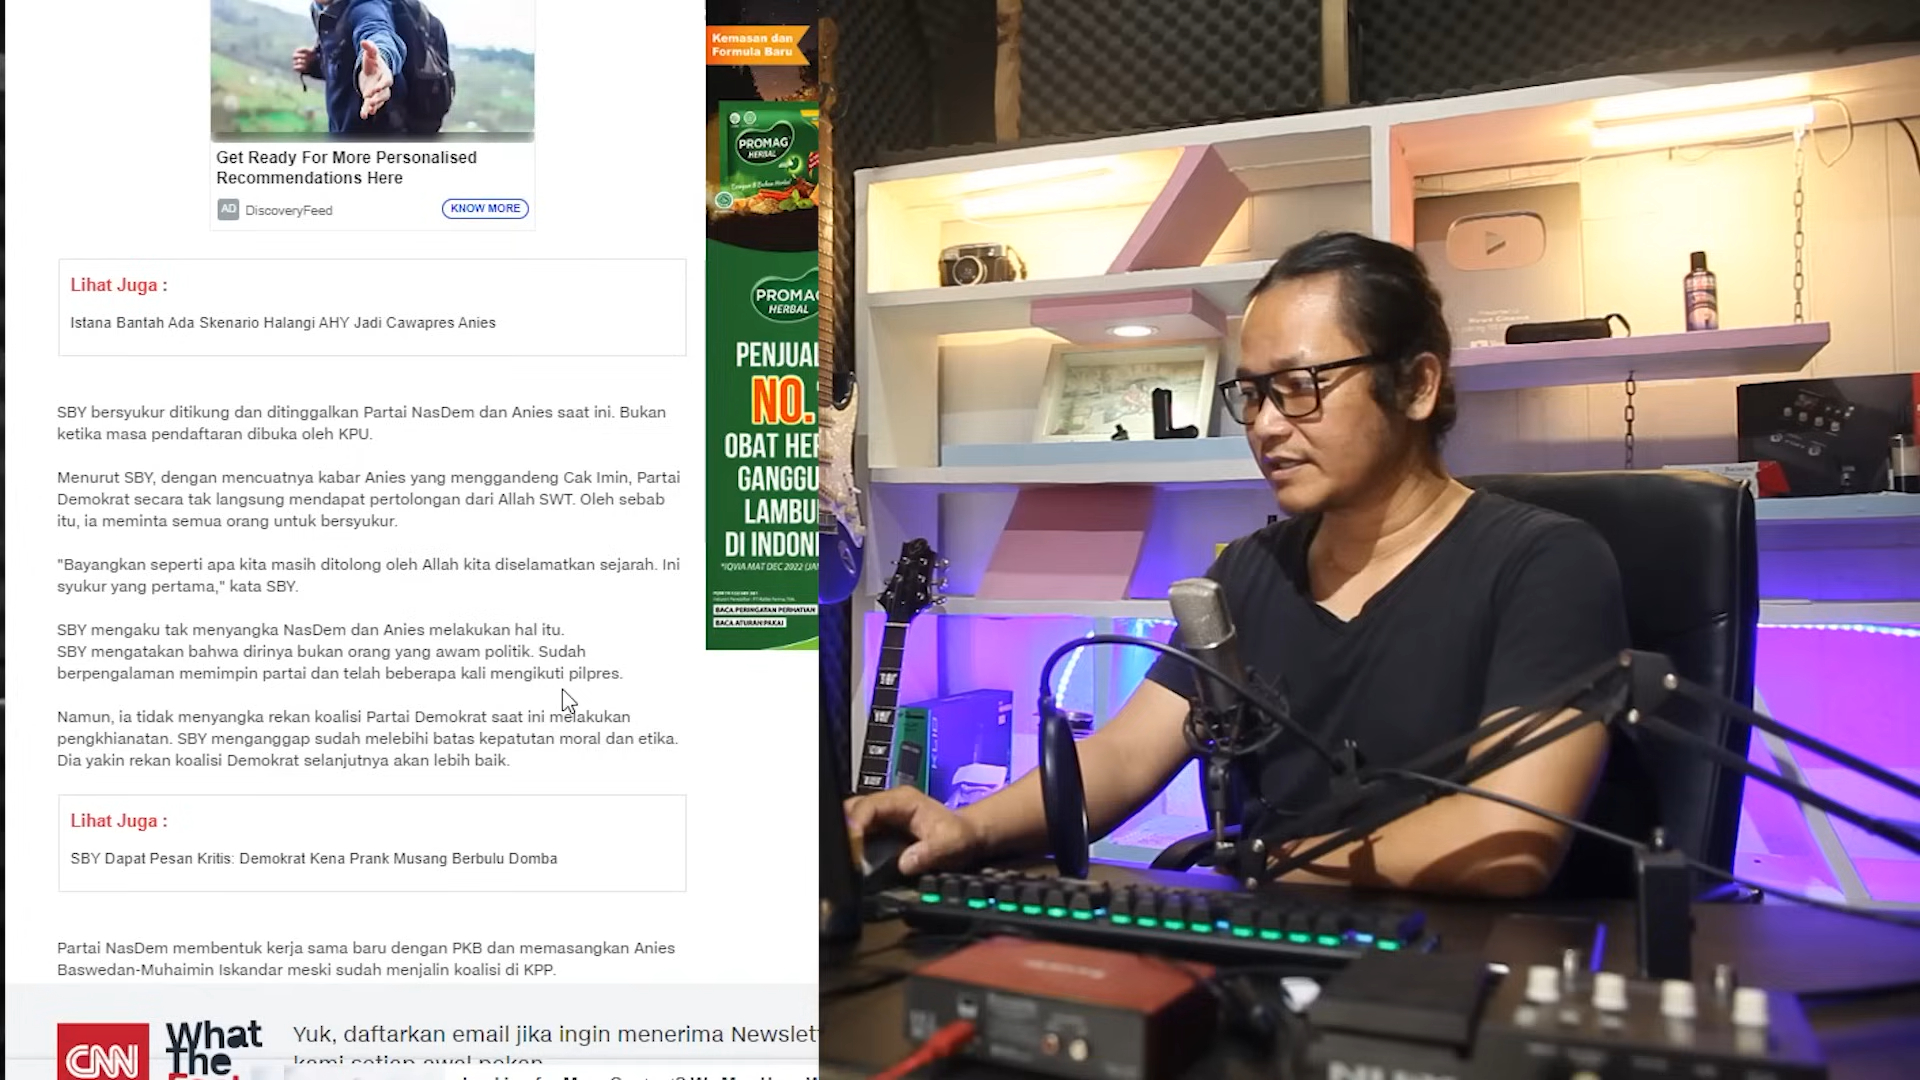 Get Ready For More Personalised
Recommendations Here
AD DiscoveryFeed
KNOW MORE
Lihat Juga :
Istana Bantah Ada Skenario Halangi AHY Jadi Cawapres Anies
SBY bersyukur ditikung dan ditinggalkan Partai NasDem dan Anies saat ini. Bukan
ketika masa pendaftaran dibuka oleh KPU.
Menurut SBY, dengan mencuatnya kabar Anies yang menggandeng Cak Imin, Partai
Demokrat secara tak langsung mendapat pertolongan dari Allah SWT. Oleh sebab
itu, ia meminta semua orang untuk bersyukur.
"Bayangkan seperti apa kita masih ditolong oleh Allah kita diselamatkan sejarah. Ini
syukur yang pertama," kata SBY.
SBY mengaku tak menyangka NasDem dan Anies melakukan hal itu.
SBY mengatakan bahwa dirinya bukan orang yang awam politik. Sudah
berpengalaman memimpin partai dan telah beberapa kali mengikuti pilpres.
Namun, ia tidak menyangka rekan koalisi Partai Demokrat saat ini melakukan
pengkhianatan. SBY menganggap sudah melebihi batas kepatutan moral dan etika.
Dia yakin rekan koalisi Demokrat selanjutnya akan lebih baik.
Lihat Juga :
SBY Dapat Pesan Kritis: Demokrat Kena Prank Musang Berbulu Domba
Partai NasDem membentuk kerja sama baru dengan PKB dan memasangkan Anies
Baswedan-Muhaimin Iskandar meski sudah menjalin koalisi di KPP.
CNN
What
The
Yuk, daftarkan email jika ingin menerima Newslet
Kemasan dan
Formula Baru
PROMAG
HERBAL
PROMAG
HERBAL
PENJUAL
NO.
OBAT HER
GANGGU
LAMBU
DI INDON
*IQVIA MAT DEC 2022
BACA PERINGATAN PERHATIAN
BACA ATURAN PAKAI